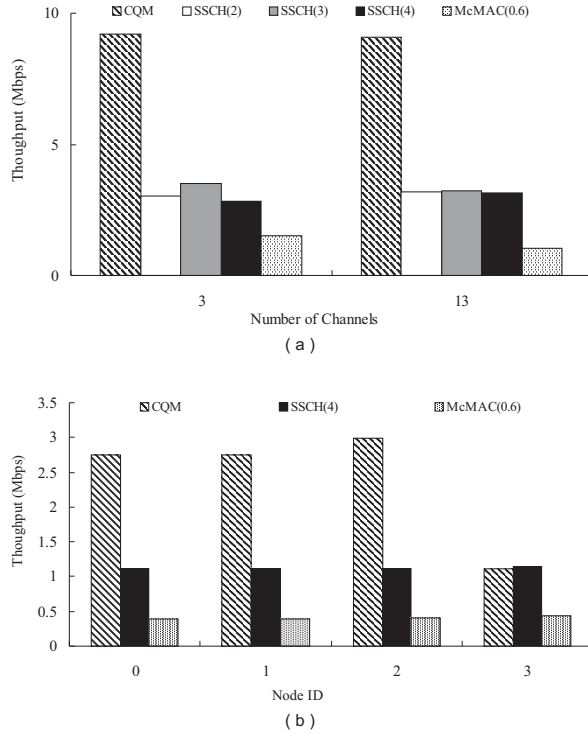 CQM SSCH(2) SSCH(3) SSCH(4) McMAC(0.6)
10
5
0
Thoughput (Mbps)
3 13
Number of Channels
( a )
CQM SSCH(4) McMAC(0.6)
3.5
3
2.5
2
1.5
1
0.5
0
Thoughput (Mbps)
0 1 2 3
Node ID
( b )